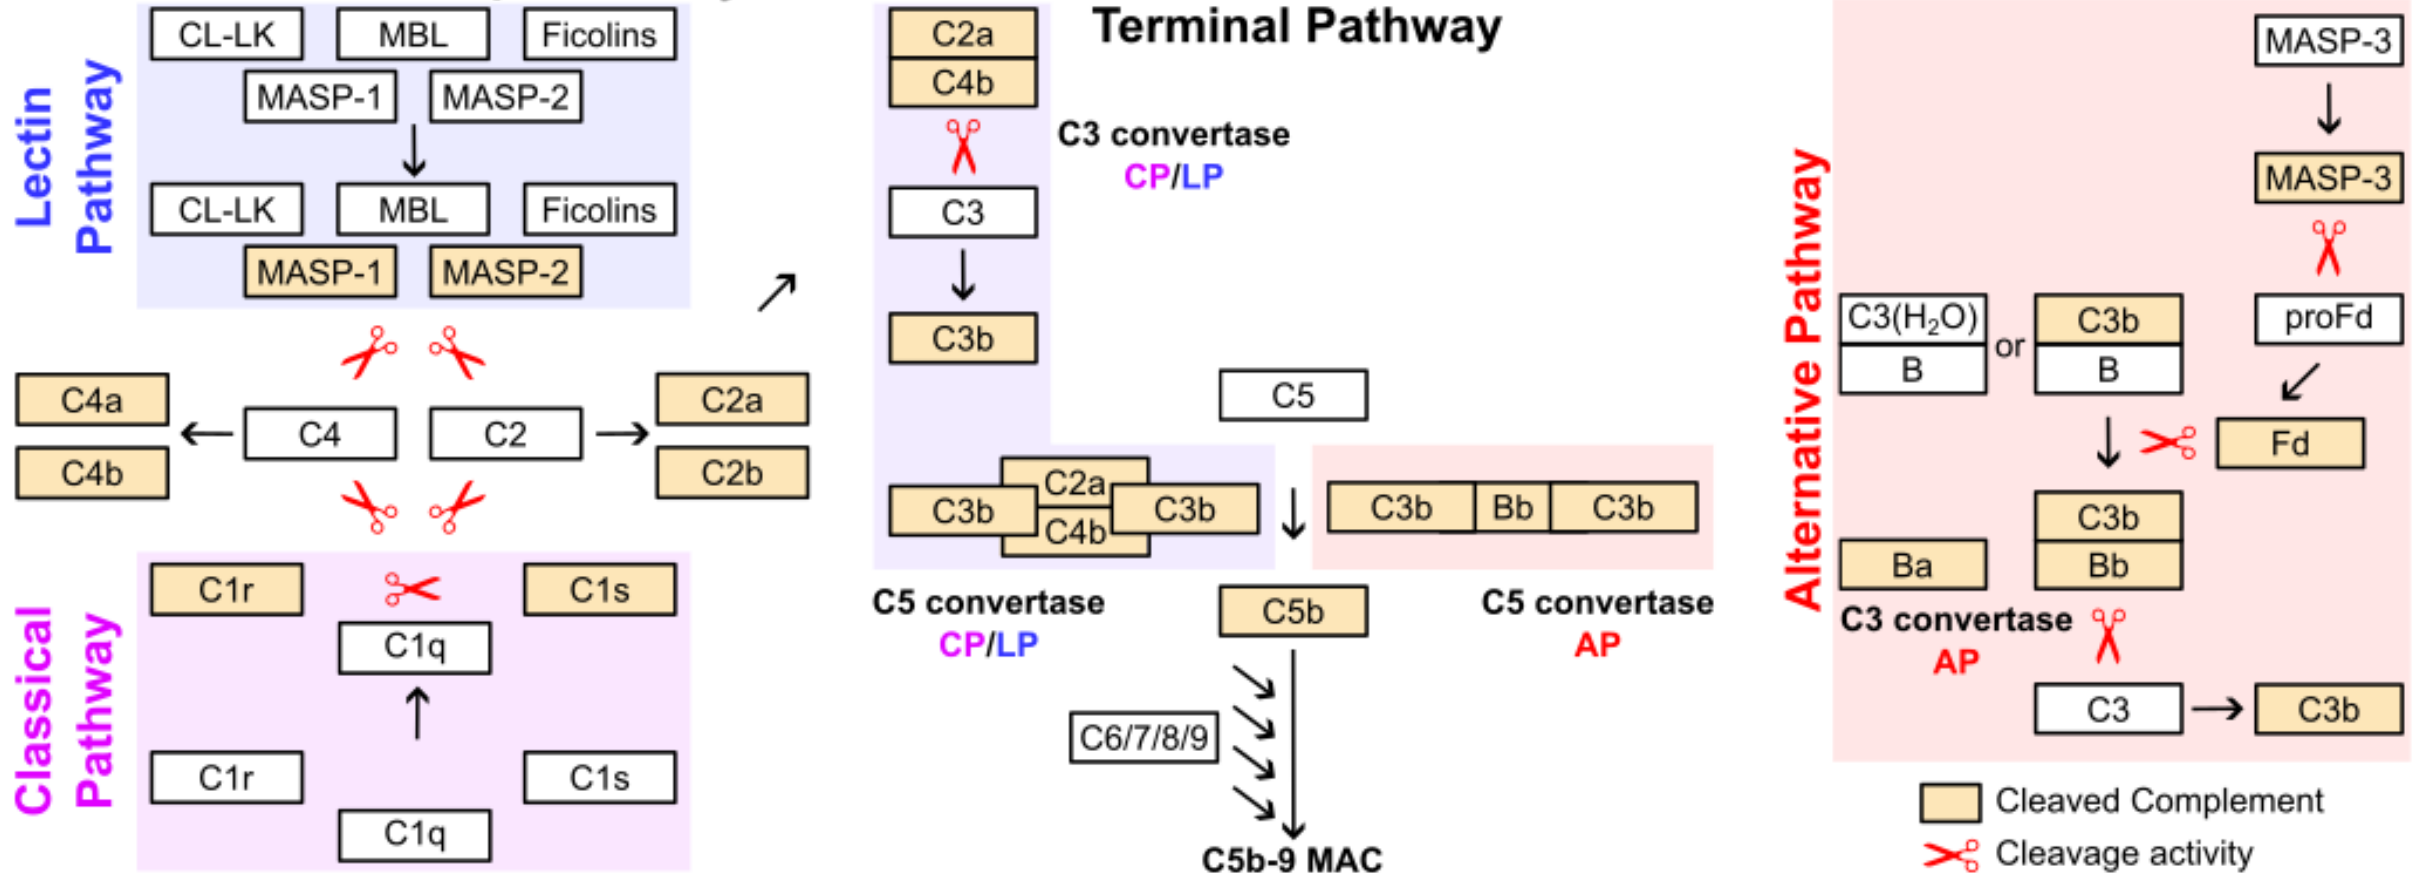 Lectin
Pathway
CL-LK
MBL
Ficolins
MASP-1
MASP-2
CL-LK
MBL
Ficolins
MASP-1
MASP-2
C4a
C4b
C4
C2
C2a
C2b
Classical
Pathway
C1r
C1s
C1q
C1r
C1s
C1q
Terminal Pathway
C2a
C4b
C3 convertase
CP/LP
C3
C3b
C5
C3b
C2a
C4b
C3b
C3b
Bb
C3b
C5 convertase
CP/LP
C5b
C5 convertase
AP
C6/7/8/9
C5b-9 MAC
Alternative Pathway
MASP-3
MASP-3
proFd
C3(H₂O)
B
or
C3b
B
Fd
C3b
Bb
Ba
C3 convertase
AP
C3
C3b
Cleaved Complement
Cleavage activity